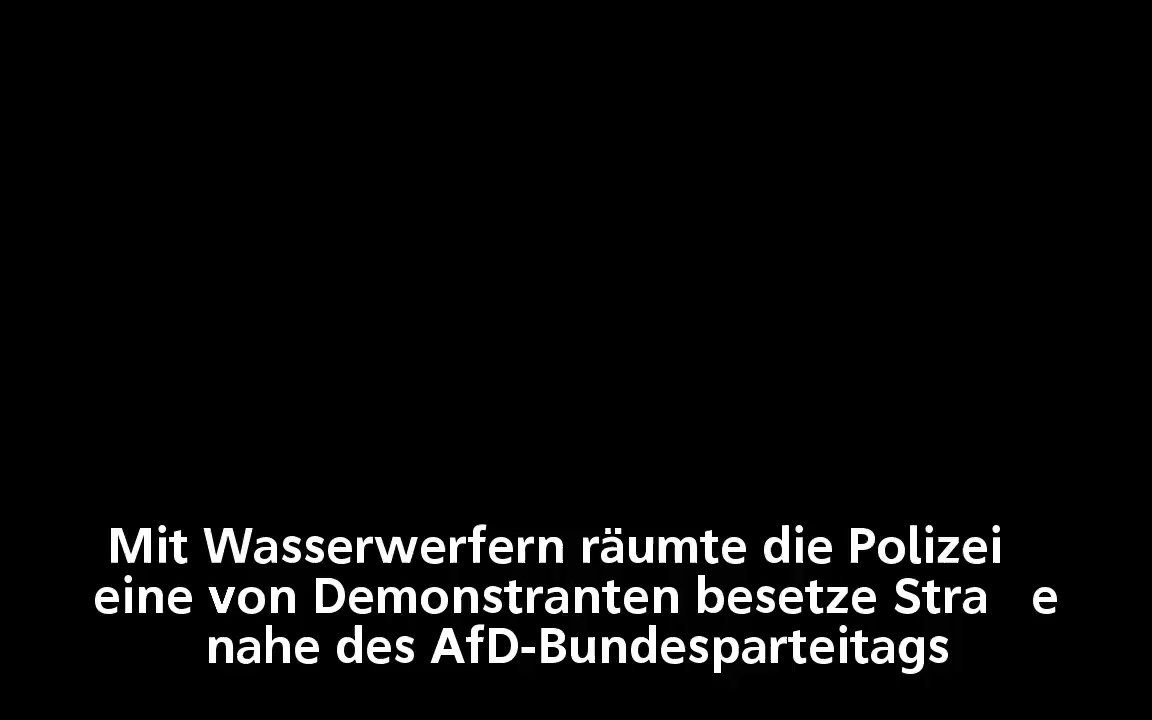 Mit Wasserwerfern räumte die Polizei
eine von Demonstranten besetze Stra e
nahe des AfD-Bundesparteitags